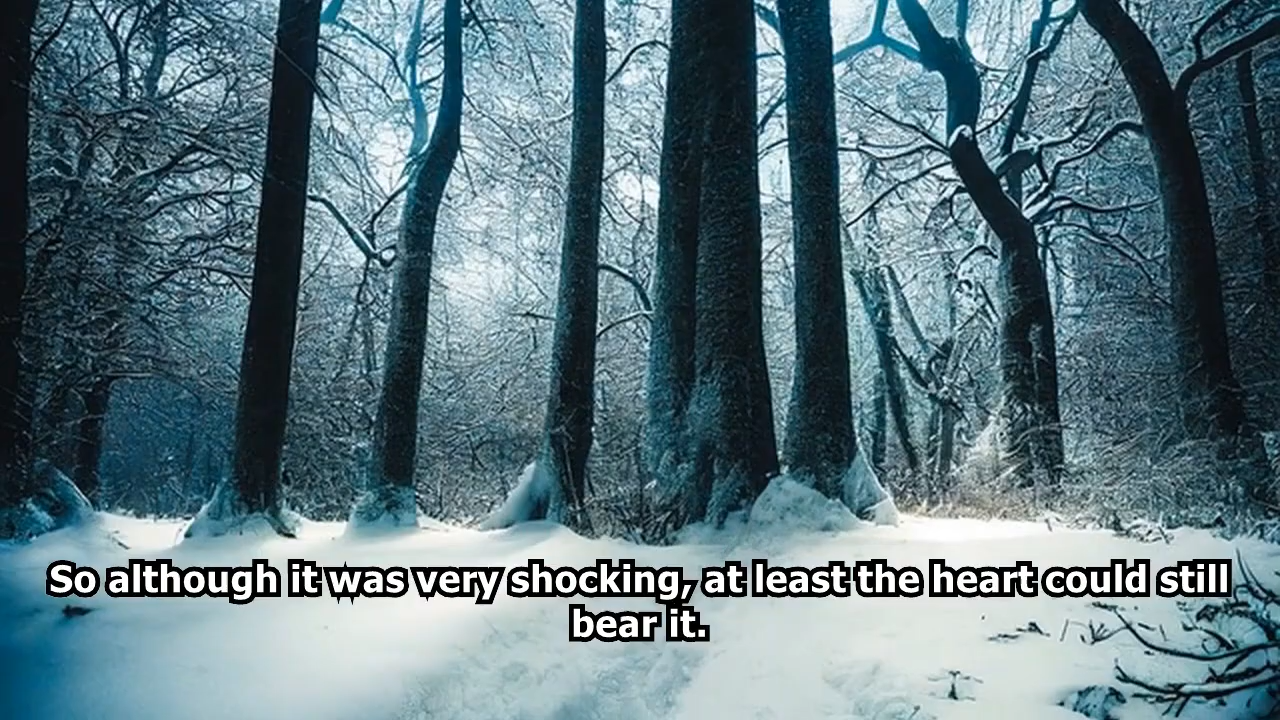 So although it was very shocking, at least the heart could still
bear it.